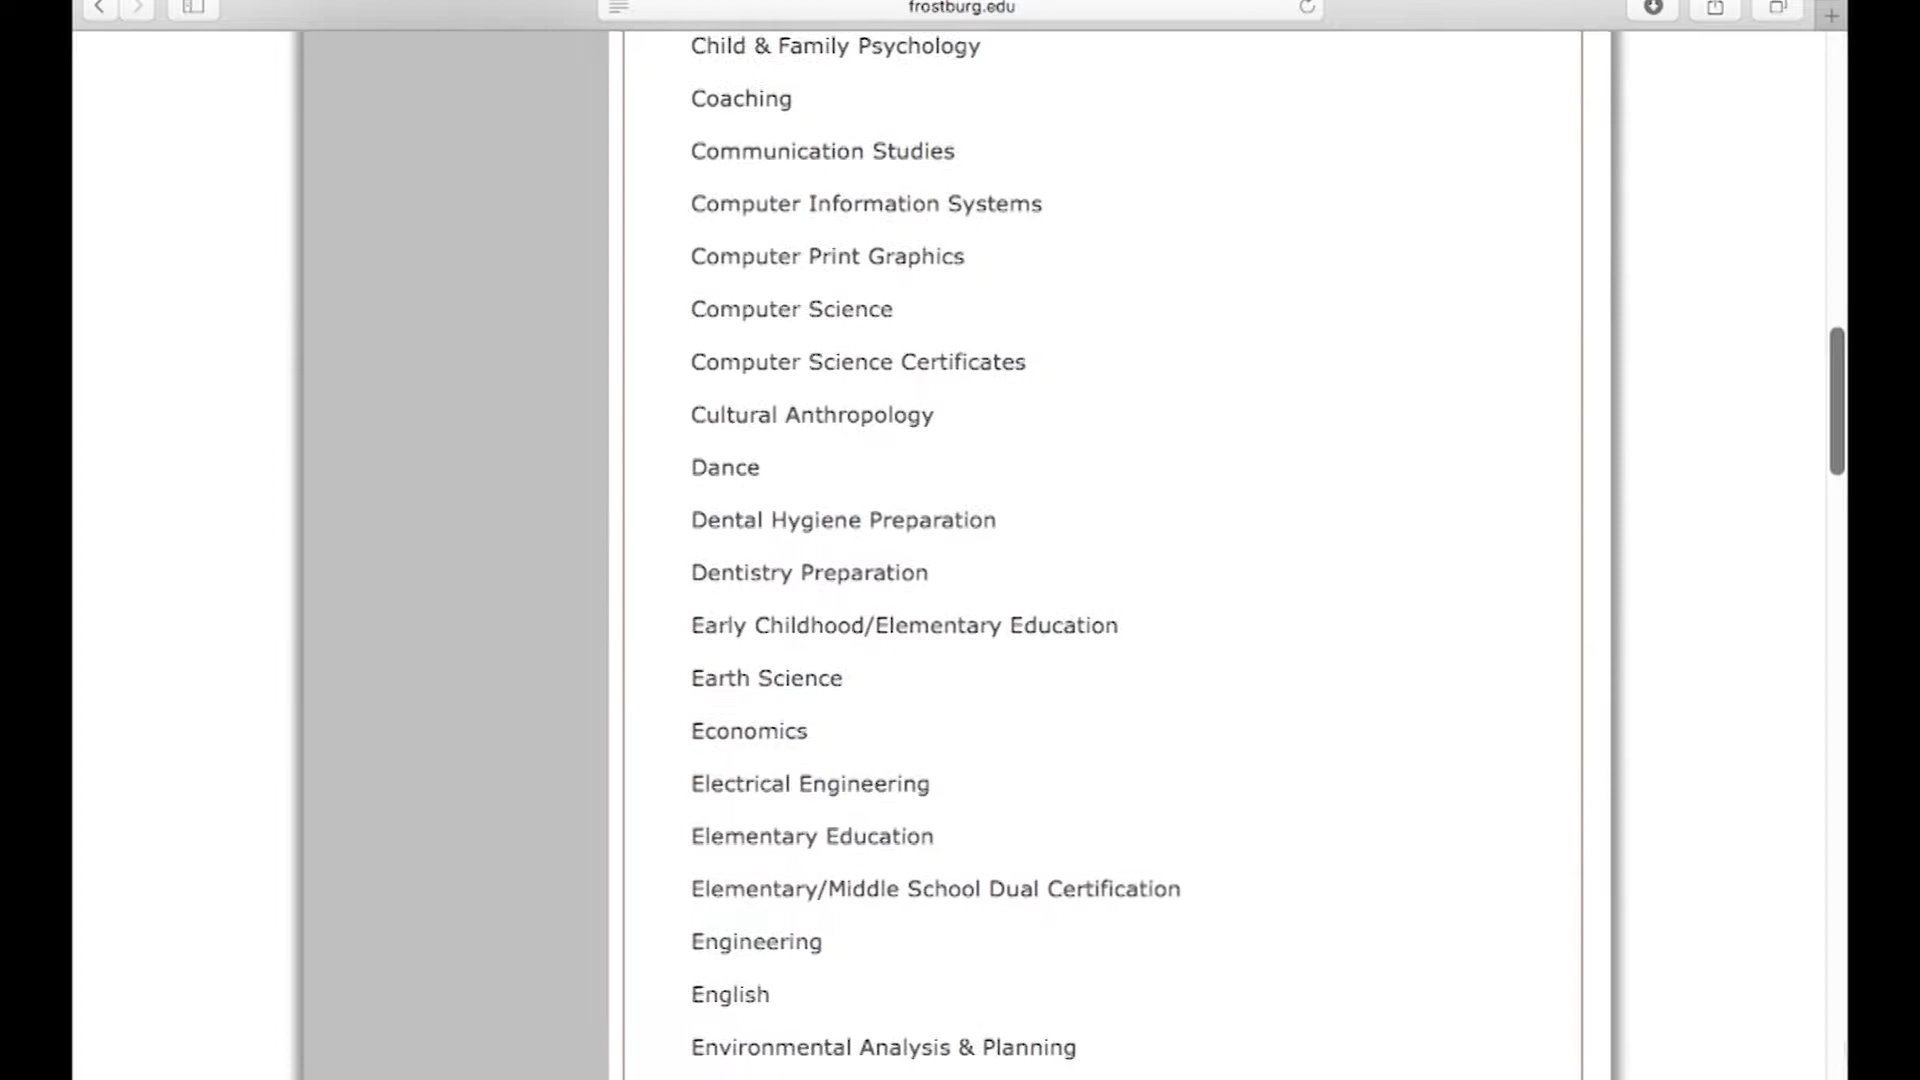 frostburg.edu
Child & Family Psychology
Coaching
Communication Studies
Computer Information Systems
Computer Print Graphics
Computer Science
Computer Science Certificates
Cultural Anthropology
Dance
Dental Hygiene Preparation
Dentistry Preparation
Early Childhood/Elementary Education
Earth Science
Economics
Electrical Engineering
Elementary Education
Elementary/Middle School Dual Certification
Engineering
English
Environmental Analysis & Planning